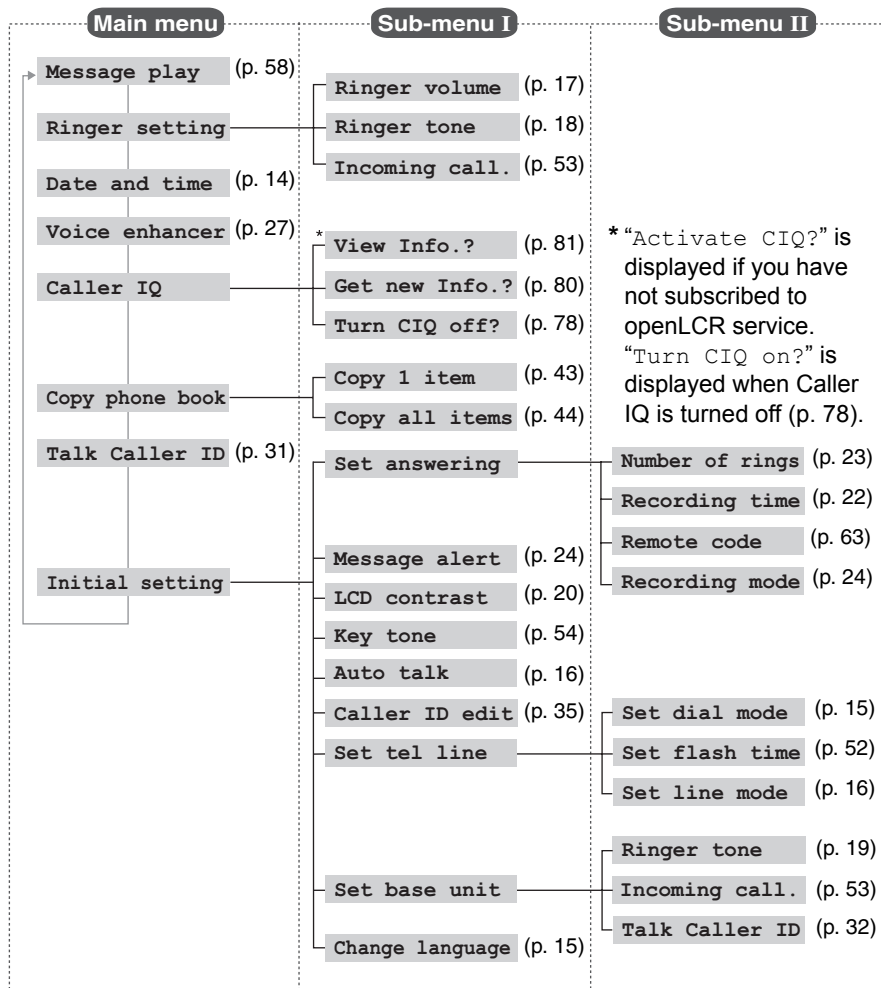 Main menu
Sub-menu I
Sub-menu II
Message play (p. 58)
Ringer setting
Ringer volume (p. 17)
Ringer tone (p. 18)
Incoming call. (p. 53)
Date and time (p. 14)
Voice enhancer (p. 27)
Caller IQ
* View Info.? (p. 81)
Get new Info.? (p. 80)
Turn CIQ off? (p. 78)
* "Activate CIQ?" is
displayed if you have
not subscribed to
openLCR service.
"Turn CIQ on?" is
displayed when Caller
IQ is turned off (p. 78).
Copy phone book
Copy 1 item (p. 43)
Copy all items (p. 44)
Talk Caller ID (p. 31)
Initial setting
Set answering
Number of rings (p. 23)
Recording time (p. 22)
Remote code (p. 63)
Recording mode (p. 24)
Message alert (p. 24)
LCD contrast (p. 20)
Key tone (p. 54)
Auto talk (p. 16)
Caller ID edit (p. 35)
Set tel line
Set dial mode (p. 15)
Set flash time (p. 52)
Set line mode (p. 16)
Set base unit
Ringer tone (p. 19)
Incoming call. (p. 53)
Talk Caller ID (p. 32)
Change language (p. 15)